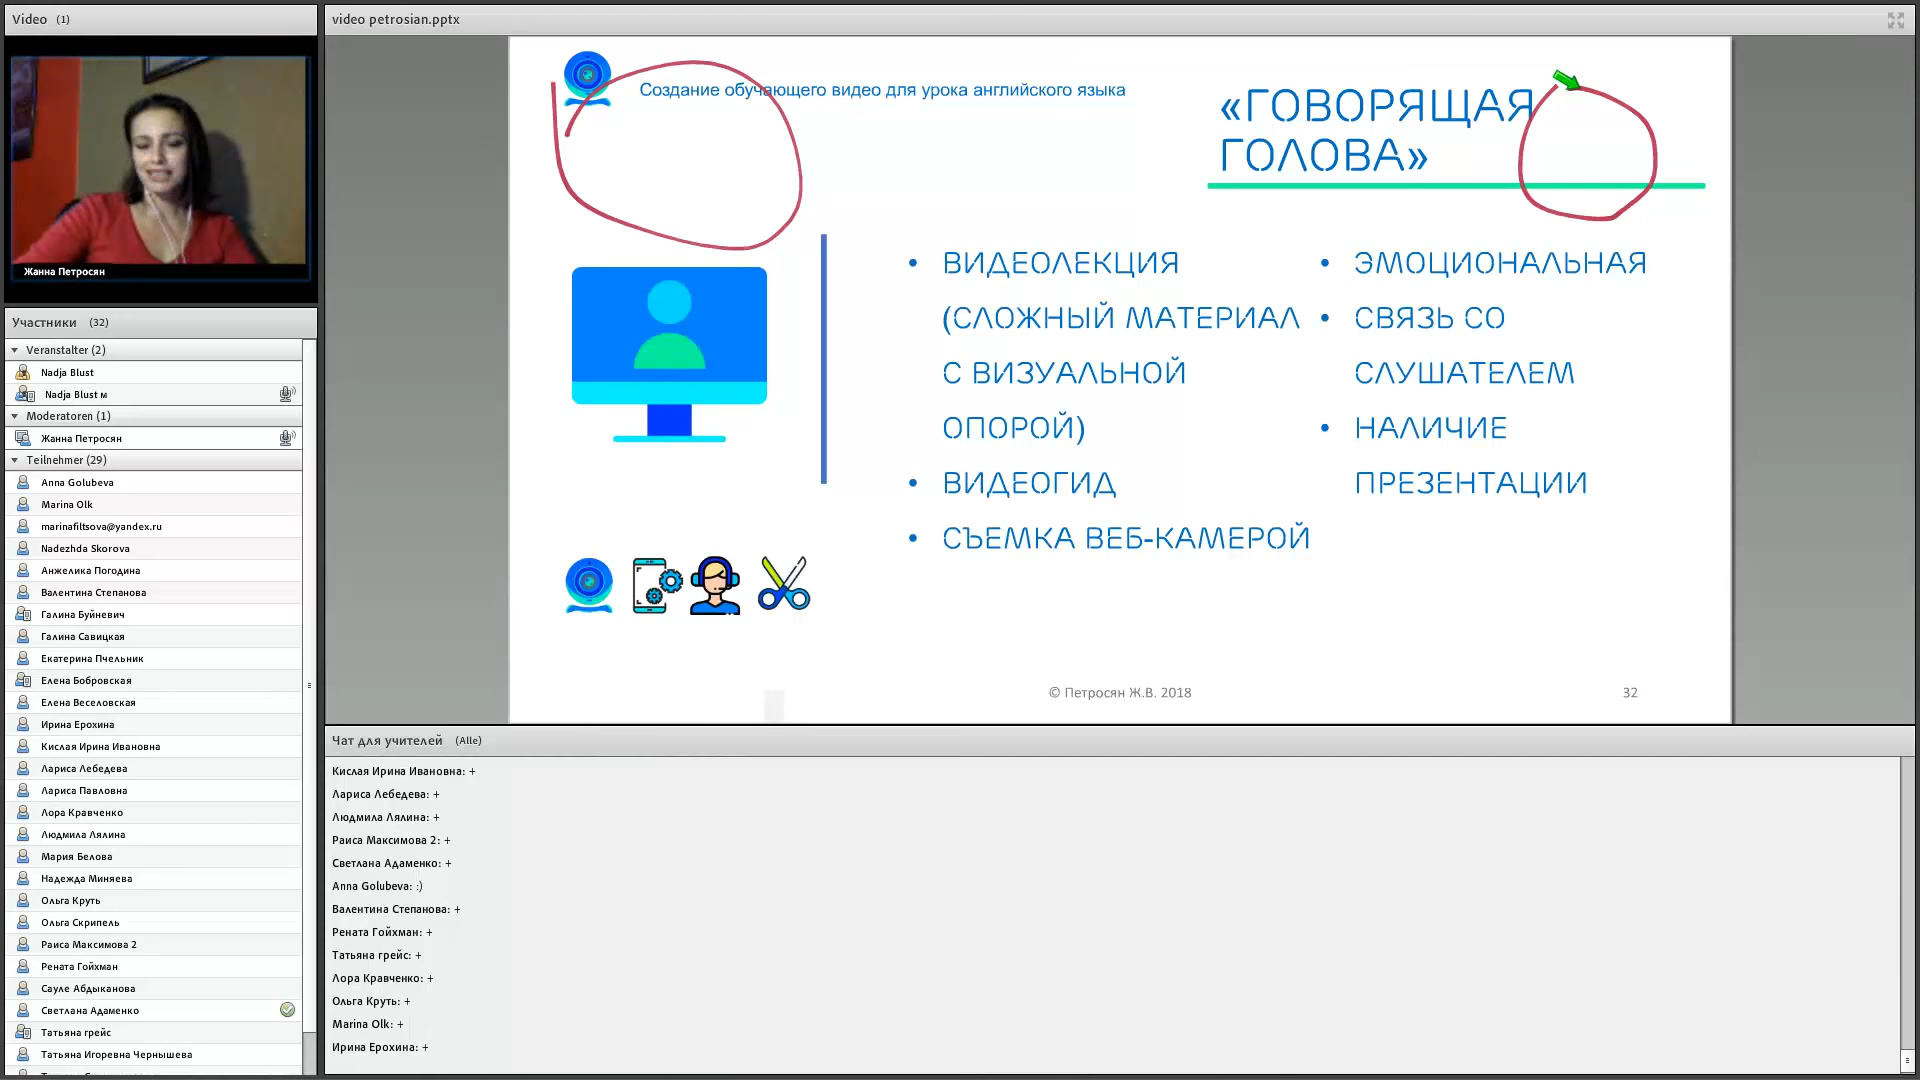 Video (1)
Жанна Петросян
Участники (32)
Veranstalter (2)
Nadja Blust
Nadja Blust м
Moderatoren (1)
Жанна Петросян
Teilnehmer (29)
Anna Golubeva
Marina Olk
marinafiltsova@yandex.ru
Nadezhda Skorova
Анжелика Погодина
Валентина Степанова
Галина Буйневич
Галина Савицкая
Екатерина Пчельник
Елена Бобровская
Елена Веселовская
Ирина Ерохина
Кислая Ирина Ивановна
Лариса Лебедева
Лариса Павловна
Лора Кравченко
Людмила Лялина
Мария Белова
Надежда Миняева
Ольга Круть
Ольга Скрипель
Раиса Максимова 2
Рената Гойхман
Сауле Абдыканова
Светлана Адаменко
Татьяна грейс
Татьяна Игоревна Чернышева
video petrosian.pptx
Создание обучающего видео для урока английского языка
«ГОВОРЯЩАЯ
ГОЛОВА»
• ВИДЕОЛЕКЦИЯ
(СЛОЖНЫЙ МАТЕРИАЛ
С ВИЗУАЛЬНОЙ
ОПОРОЙ)
• ВИДЕОГИД
• СЪЕМКА ВЕБ-КАМЕРОЙ
• ЭМОЦИОНАЛЬНАЯ
• СВЯЗЬ СО
СЛУШАТЕЛЕМ
• НАЛИЧИЕ
ПРЕЗЕНТАЦИИ
© Петросян Ж.В. 2018
32
Чат для учителей (Alle)
Кислая Ирина Ивановна: +
Лариса Лебедева: +
Людмила Лялина: +
Раиса Максимова 2: +
Светлана Адаменко: +
Anna Golubeva: :)
Валентина Степанова: +
Рената Гойхман: +
Татьяна грейс: +
Лора Кравченко: +
Ольга Круть: +
Marina Olk: +
Ирина Ерохина: +